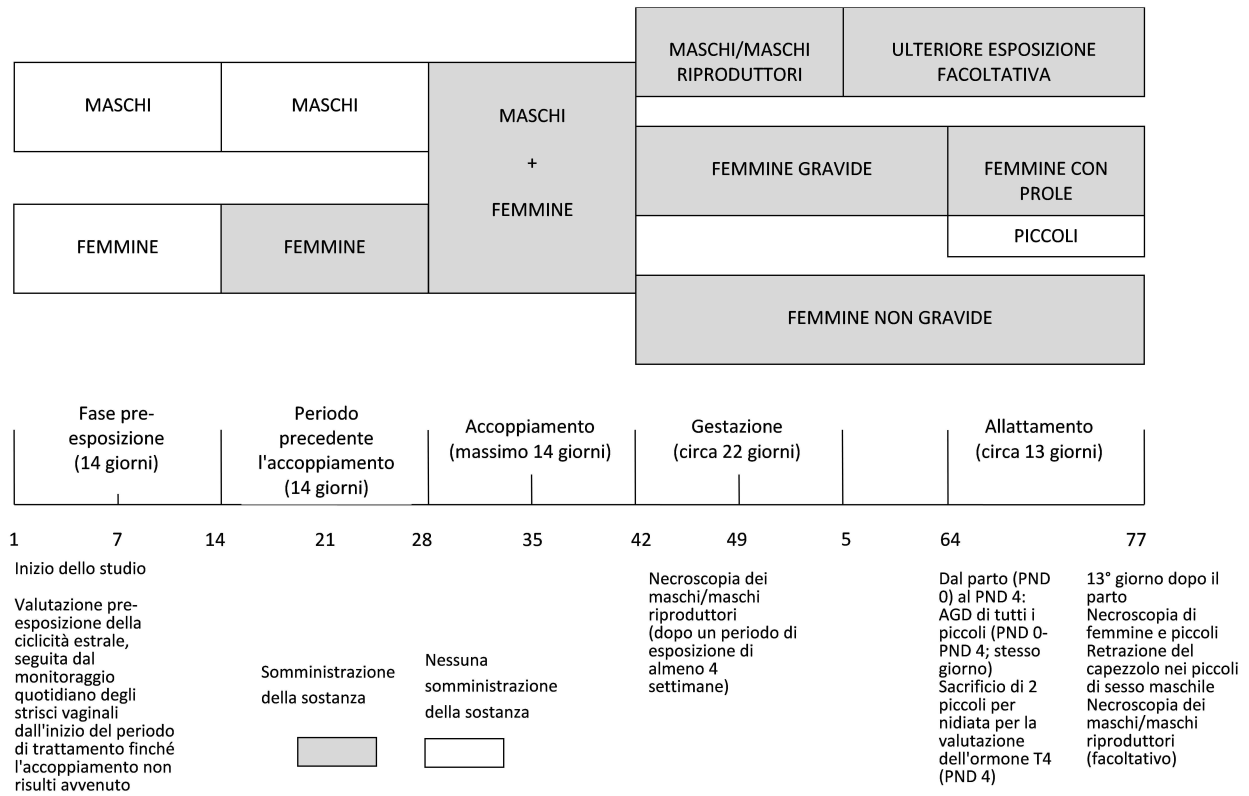 MASCHI/MASCHI
RIPRODUTTORI
ULTERIORE ESPOSIZIONE
FACOLTATIVA
MASCHI
MASCHI
MASCHI
+
FEMMINE
FEMMINE GRAVIDE
FEMMINE CON
PROLE
FEMMINE
FEMMINE
PICCOLI
FEMMINE NON GRAVIDE
Fase pre-
esposizione
(14 giorni)
Periodo
precedente
l'accoppiamento
(14 giorni)
Accoppiamento
(massimo 14 giorni)
Gestazione
(circa 22 giorni)
Allattamento
(circa 13 giorni)
1 7 14 21 28 35 42 49 5 64 77
Inizio dello studio
Valutazione pre-
esposizione della
ciclicità estrale,
seguita dal
monitoraggio
quotidiano degli
strisci vaginali
dall'inizio del periodo
di trattamento finché
l'accoppiamento non
risulti avvenuto
Somministrazione
della sostanza
Nessuna
somministrazione
della sostanza
Necroscopia dei
maschi/maschi
riproduttori
(dopo un periodo di
esposizione di
almeno 4
settimane)
Dal parto (PND
0) al PND 4:
AGD di tutti i
piccoli (PND 0-
PND 4; stesso
giorno)
Sacrificio di 2
piccoli per
nidiata per la
valutazione
dell'ormone T4
(PND 4)
13° giorno dopo il
parto
Necroscopia di
femmine e piccoli
Retrazione del
capezzolo nei piccoli
di sesso maschile
Necroscopia dei
maschi/maschi
riproduttori
(facoltativo)